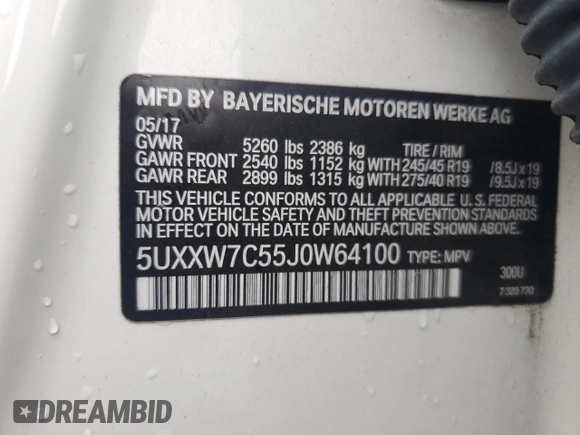 MFD BY BAYERISCHE MOTOREN WERKE AG
05/17
GVWR 5260 lbs 2386 kg TIRE / RIM
GAWR FRONT 2540 lbs 1152 kg WITH 245/45 R19 / 8.5J x 19
GAWR REAR 2899 lbs 1315 kg WITH 275/40 R19 / 9.5J x 19
THIS VEHICLE CONFORMS TO ALL APPLICABLE U. S. FEDERAL
MOTOR VEHICLE SAFETY AND THEFT PREVENTION STANDARDS
IN EFFECT ON THE DATE OF MANUFACTURE SHOWN ABOVE.
5UXXW7C55J0W64100 TYPE: MPV
300U
7 320 730
DREAMBID